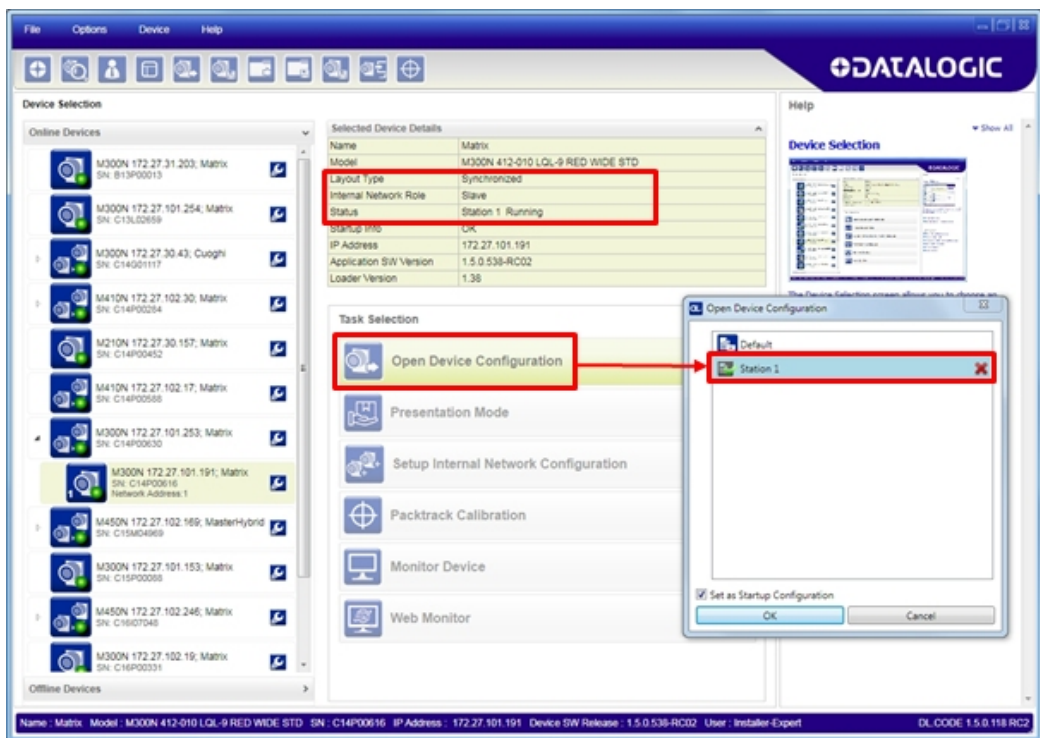 File Options Device Help
DATALOGIC
Device Selection
Online Devices
M300N 172.27.31.203; Matrix
SN: B13P00013
M300N 172.27.101.254; Matrix
SN: C13L02659
M300N 172.27.30.43; Cuoghi
SN: C14G01117
M410N 172.27.102.30; Matrix
SN: C14P00284
M210N 172.27.30.157; Matrix
SN: C14P00452
M410N 172.27.102.17; Matrix
SN: C14P00588
M300N 172.27.101.253; Matrix
SN: C14P00630
M300N 172.27.101.191; Matrix
SN: C14P00616
1 Network Address:1
M450N 172.27.102.169; MasterHybrid
SN: C15M04969
M300N 172.27.101.153; Matrix
SN: C15P00088
M450N 172.27.102.246; Matrix
SN: C16I07048
M300N 172.27.102.19; Matrix
SN: C16P00331
Offline Devices
Selected Device Details
Name Matrix
Model M300N 412-010 LQL-9 RED WIDE STD
Layout Type Synchronized
Internal Network Role Slave
Status Station 1 Running
Startup Info OK
IP Address 172.27.101.191
Application SW Version 1.5.0.538-RC02
Loader Version 1.38
Task Selection
Open Device Configuration
Presentation Mode
Setup Internal Network Configuration
Packtrack Calibration
Monitor Device
Web Monitor
Help
Show All
Device Selection
The Device Selection screen allows you to choose an
Open Device Configuration
Default
Station 1
Set as Startup Configuration
OK Cancel
Name : Matrix Model : M300N 412-010 LQL-9 RED WIDE STD SN : C14P00616 IP Address : 172.27.101.191 Device SW Release : 1.5.0.538-RC02 User : Installer-Expert DL.CODE 1.5.0.118 RC2